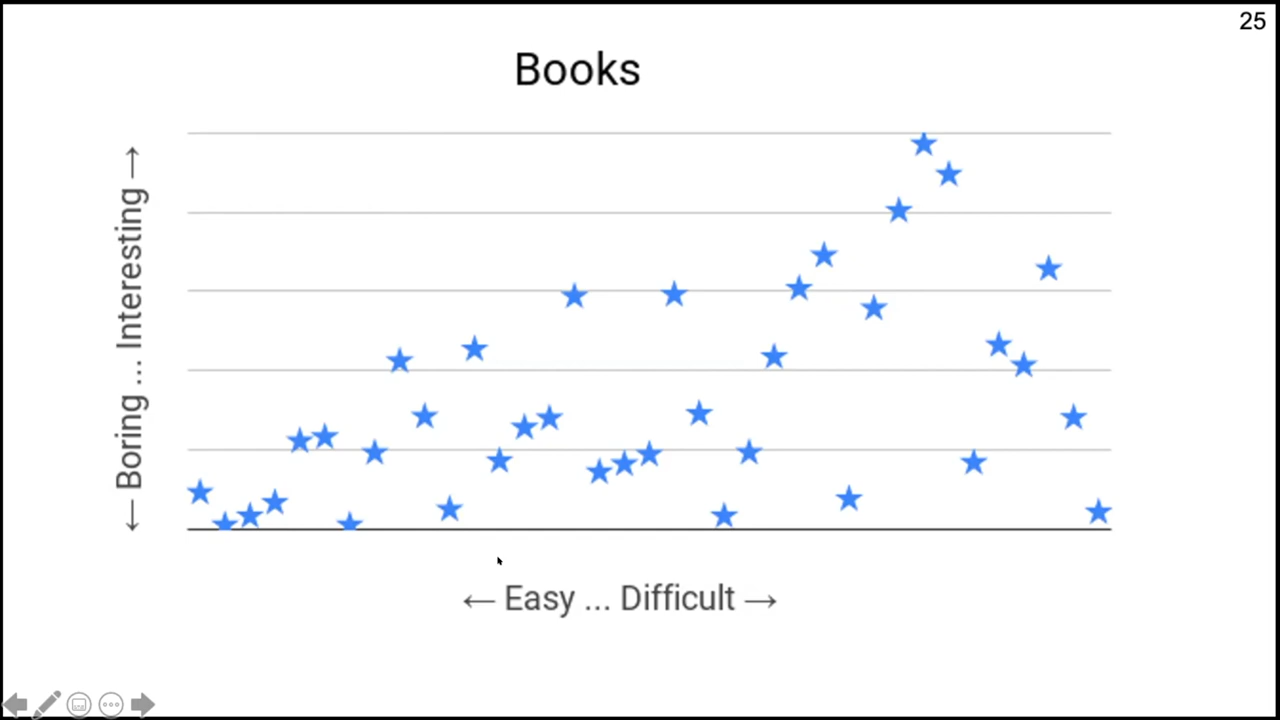 25
Books
← Boring ... Interesting →
← Easy ... Difficult →